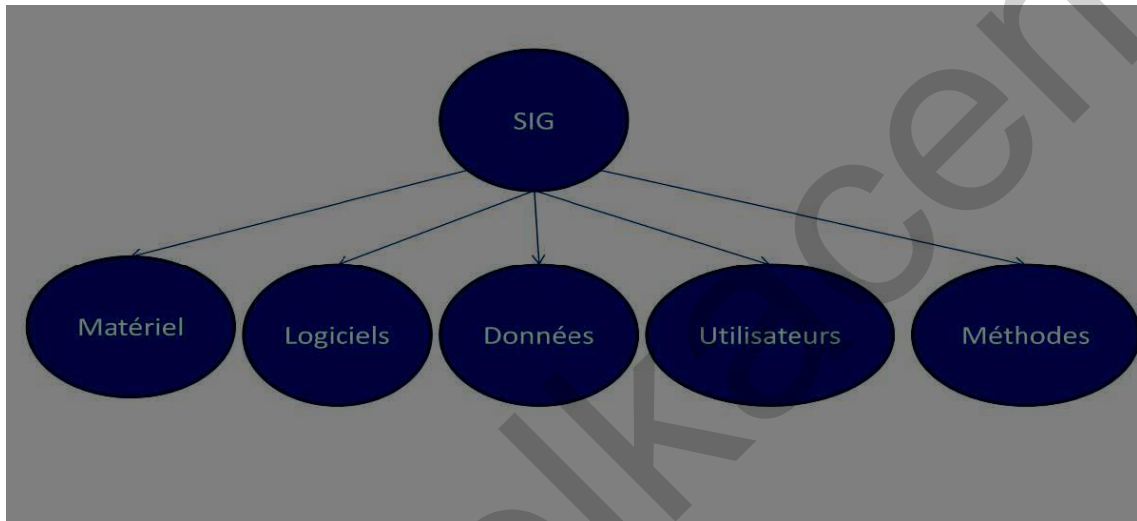 SIG
Matériel
Logiciels
Données
Utilisateurs
Méthodes